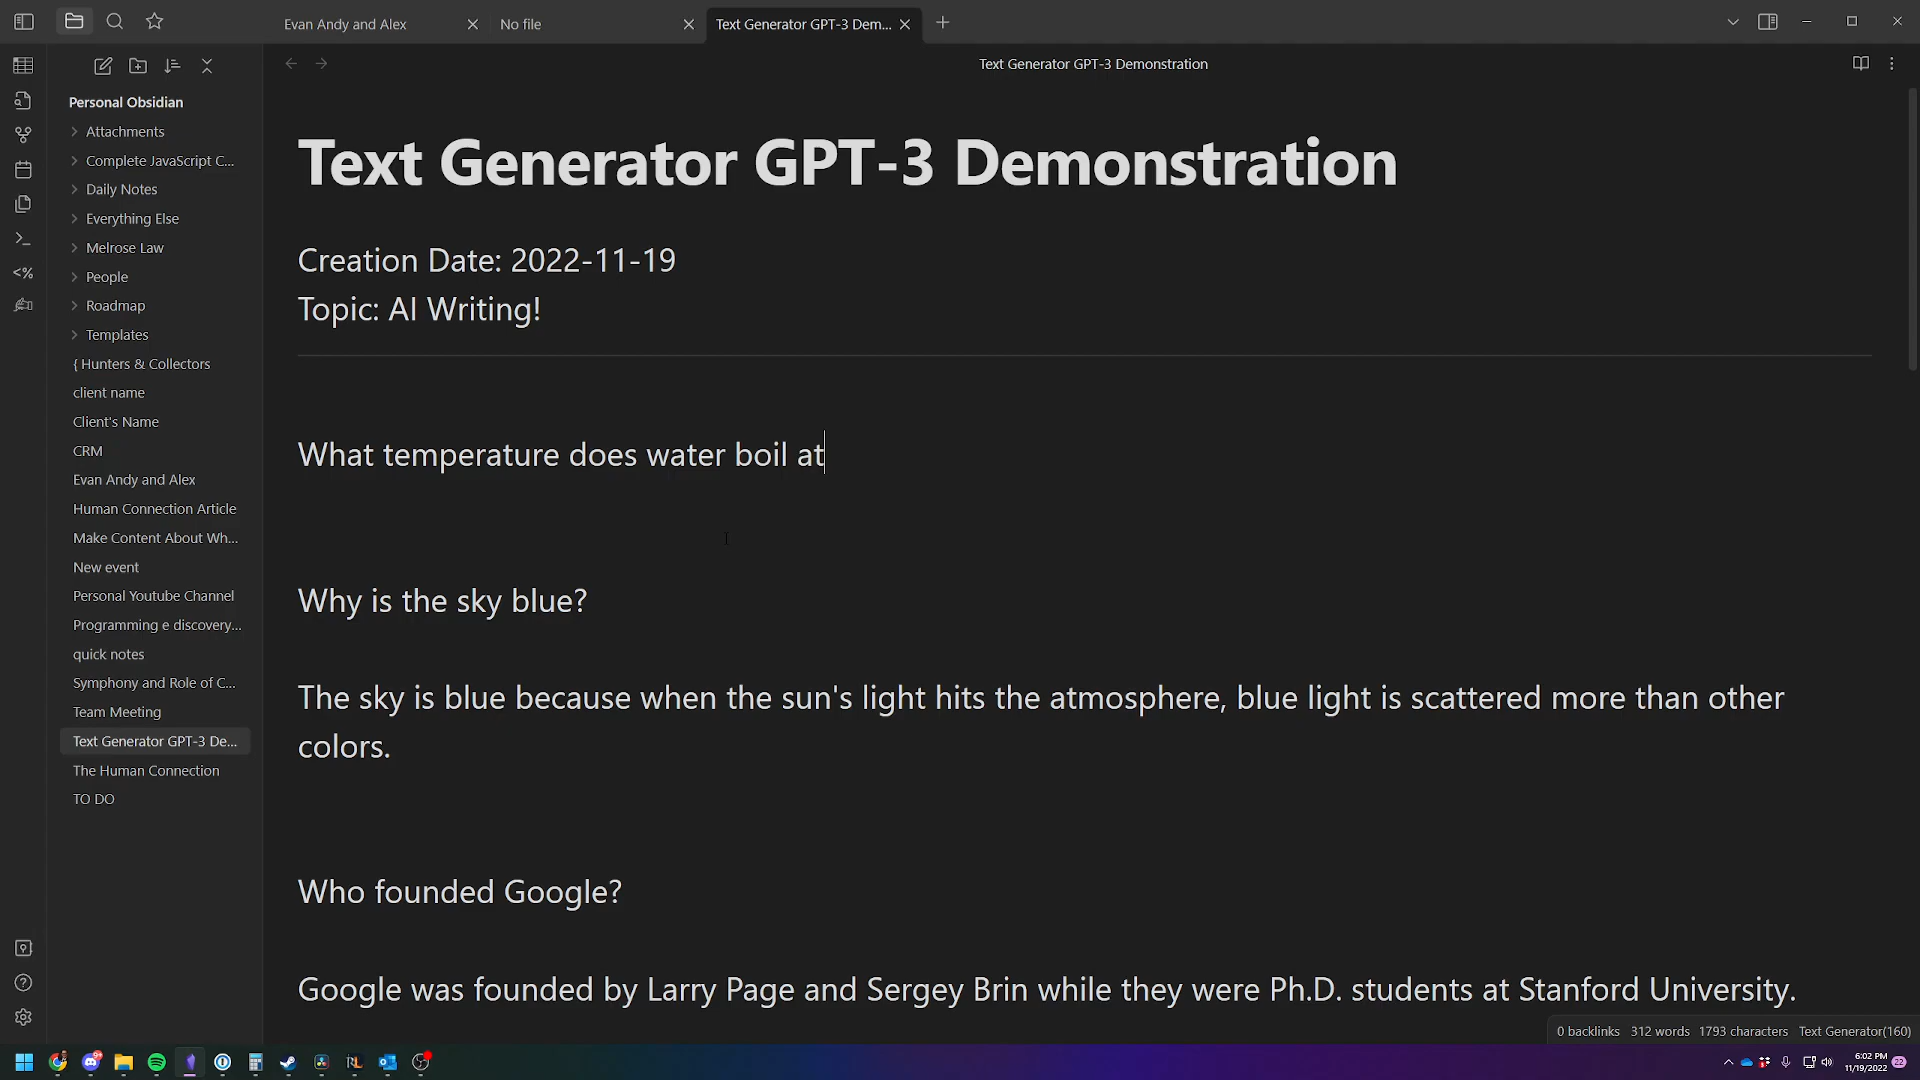 Evan Andy and Alex
No file
Text Generator GPT-3 Dem...
Text Generator GPT-3 Demonstration
Personal Obsidian
Attachments
Complete JavaScript C...
Daily Notes
Everything Else
Melrose Law
People
Roadmap
Templates
{ Hunters & Collectors
client name
Client's Name
CRM
Evan Andy and Alex
Human Connection Article
Make Content About Wh...
New event
Personal Youtube Channel
Programming e discovery...
quick notes
Symphony and Role of C...
Team Meeting
Text Generator GPT-3 De...
The Human Connection
TO DO
Text Generator GPT-3 Demonstration
Creation Date: 2022-11-19
Topic: AI Writing!
What temperature does water boil at
Why is the sky blue?
The sky is blue because when the sun's light hits the atmosphere, blue light is scattered more than other
colors.
Who founded Google?
Google was founded by Larry Page and Sergey Brin while they were Ph.D. students at Stanford University.
0 backlinks 312 words 1793 characters Text Generator(160)
6:02 PM
11/19/2022
22